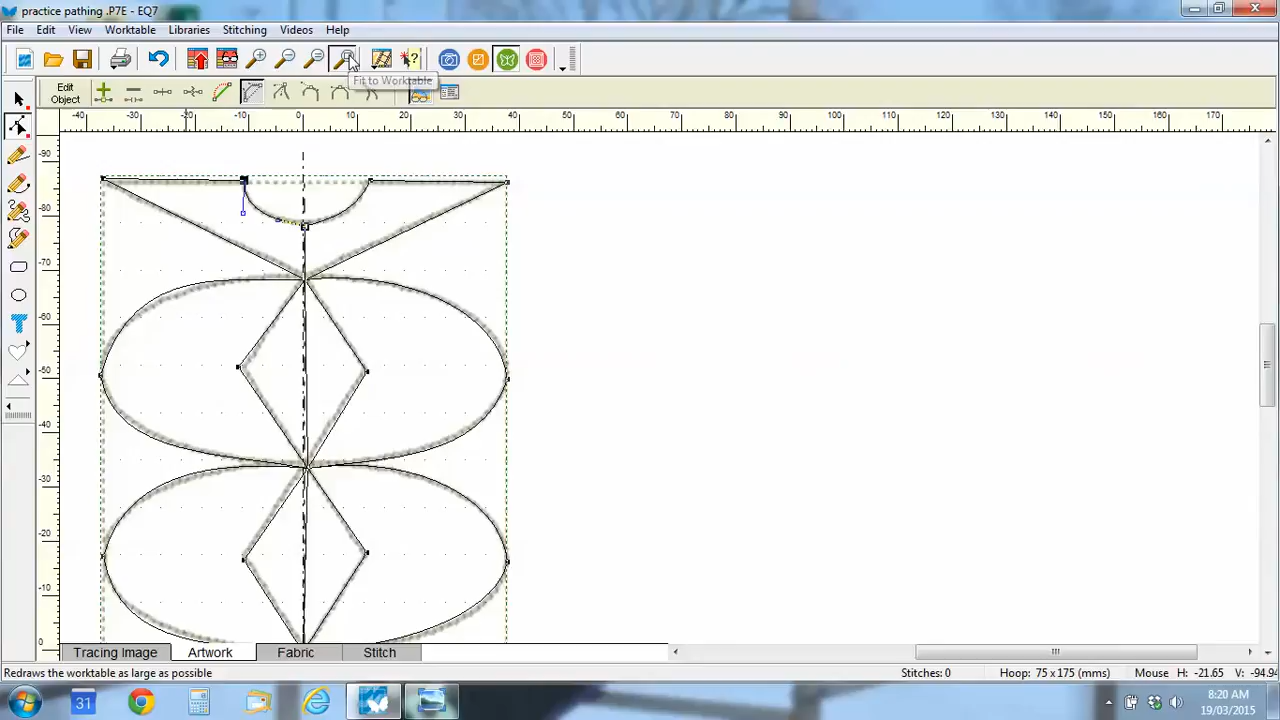 practice pathing .P7E - EQ7
File Edit View Worktable Libraries Stitching Videos Help
Edit
Object
Fit to Worktable
-40 -30 -20 -10 0 10 20 30 40 50 60 70 80 90 100 110 120 130 140 150 160 170
-90
-80
-70
-60
-50
-40
-30
-20
-10
0
Tracing Image Artwork Fabric Stitch
Redraws the worktable as large as possible Stitches: 0 Hoop: 75 x 175 (mms) Mouse H: -21.65 V: -94.94
31
8:20 AM
19/03/2015